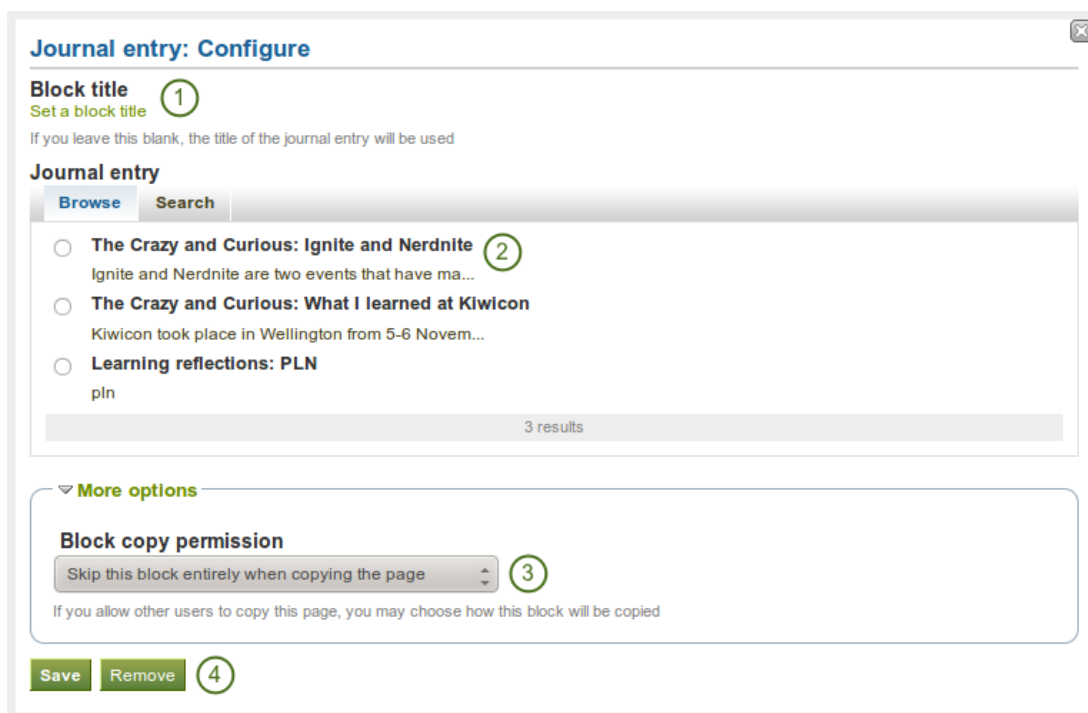 Journal entry: Configure
Block title
1
Set a block title
If you leave this blank, the title of the journal entry will be used
Journal entry
Browse Search
The Crazy and Curious: Ignite and Nerdnite
2
Ignite and Nerdnite are two events that have ma...
The Crazy and Curious: What I learned at Kiwicon
Kiwicon took place in Wellington from 5-6 Novem...
Learning reflections: PLN
pln
3 results
More options
Block copy permission
Skip this block entirely when copying the page
3
If you allow other users to copy this page, you may choose how this block will be copied
Save Remove 4